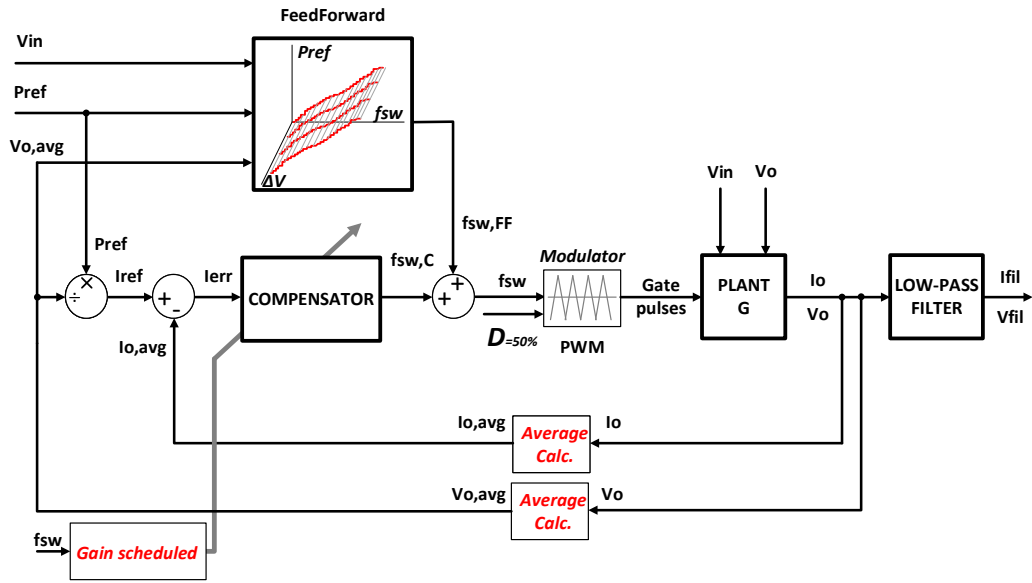 FeedForward
Vin
Pref
Pref
fsw
Vo,avg
ΔV
Vin
Vo
fsw,FF
Pref
fsw,C
Modulator
×
÷
Iref
+
-
Ierr
COMPENSATOR
+
+
fsw
D=50%
PWM
Gate
pulses
PLANT
G
Io
Vo
LOW-PASS
FILTER
Ifil
Vfil
Io,avg
Io,avg
Average
Calc.
Io
Vo,avg
Average
Calc.
Vo
fsw
Gain scheduled